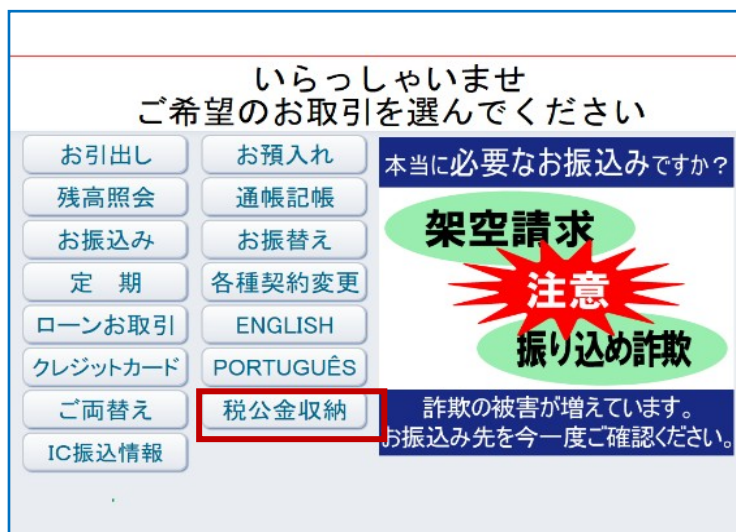 いらっしゃいませ
ご希望のお取引を選んでください
お引出し
お預入れ
残高照会
通帳記帳
お振込み
お振替え
定　期
各種契約変更
ローンお取引
ENGLISH
クレジットカード
PORTUGUÊS
ご両替え
税公金収納
IC振込情報
本当に必要なお振込みですか？
架空請求
注意
振り込め詐欺
詐欺の被害が増えています。
お振込み先を今一度ご確認ください。